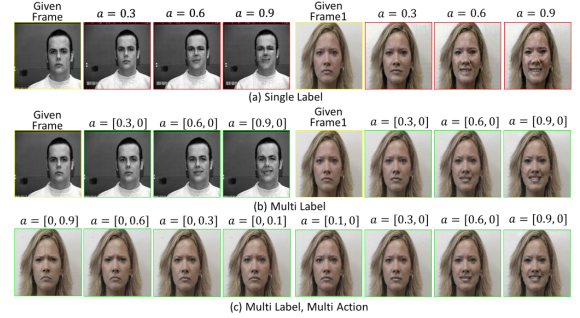 Given Frame 𝑎 = 0.3 𝑎 = 0.6 𝑎 = 0.9 Given Frame1 𝑎 = 0.3 𝑎 = 0.6 𝑎 = 0.9
(a) Single Label
Given Frame 𝑎 = [0.3, 0] 𝑎 = [0.6, 0] 𝑎 = [0.9, 0] Given Frame1 𝑎 = [0.3, 0] 𝑎 = [0.6, 0] 𝑎 = [0.9, 0]
(b) Multi Label
𝑎 = [0, 0.9] 𝑎 = [0, 0.6] 𝑎 = [0, 0.3] 𝑎 = [0, 0.1] 𝑎 = [0.1, 0] 𝑎 = [0.3, 0] 𝑎 = [0.6, 0] 𝑎 = [0.9, 0]
(c) Multi Label, Multi Action